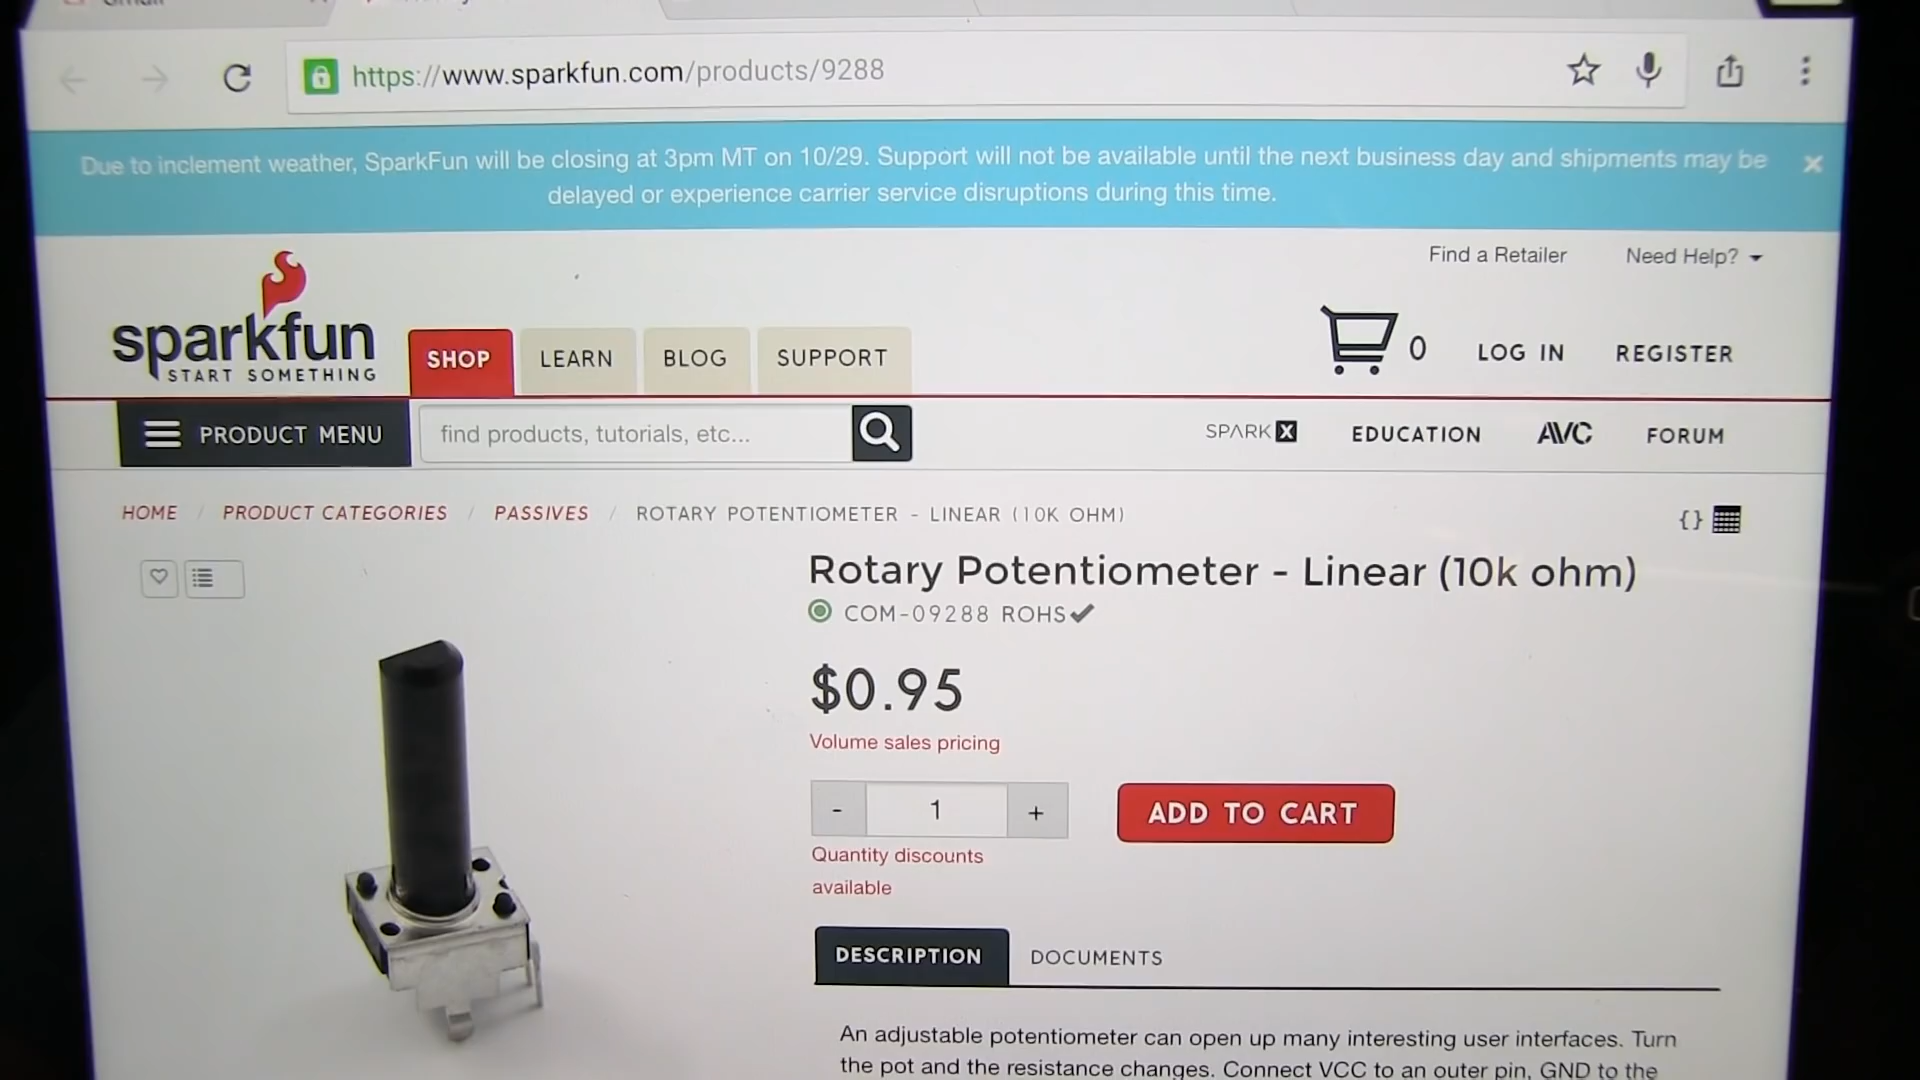 https://www.sparkfun.com/products/9288
Due to inclement weather, SparkFun will be closing at 3pm MT on 10/29. Support will not be available until the next business day and shipments may be
delayed or experience carrier service disruptions during this time.
Find a Retailer Need Help?
sparkfun
START SOMETHING
SHOP LEARN BLOG SUPPORT
0 LOG IN REGISTER
PRODUCT MENU find products, tutorials, etc...
SPARK X EDUCATION AVC FORUM
HOME / PRODUCT CATEGORIES / PASSIVES / ROTARY POTENTIOMETER - LINEAR (10K OHM)
{ }
Rotary Potentiometer - Linear (10k ohm)
COM-09288 ROHS✓
$0.95
Volume sales pricing
- 1 +
ADD TO CART
Quantity discounts
available
DESCRIPTION DOCUMENTS
An adjustable potentiometer can open up many interesting user interfaces. Turn
the pot and the resistance changes. Connect VCC to an outer pin, GND to the